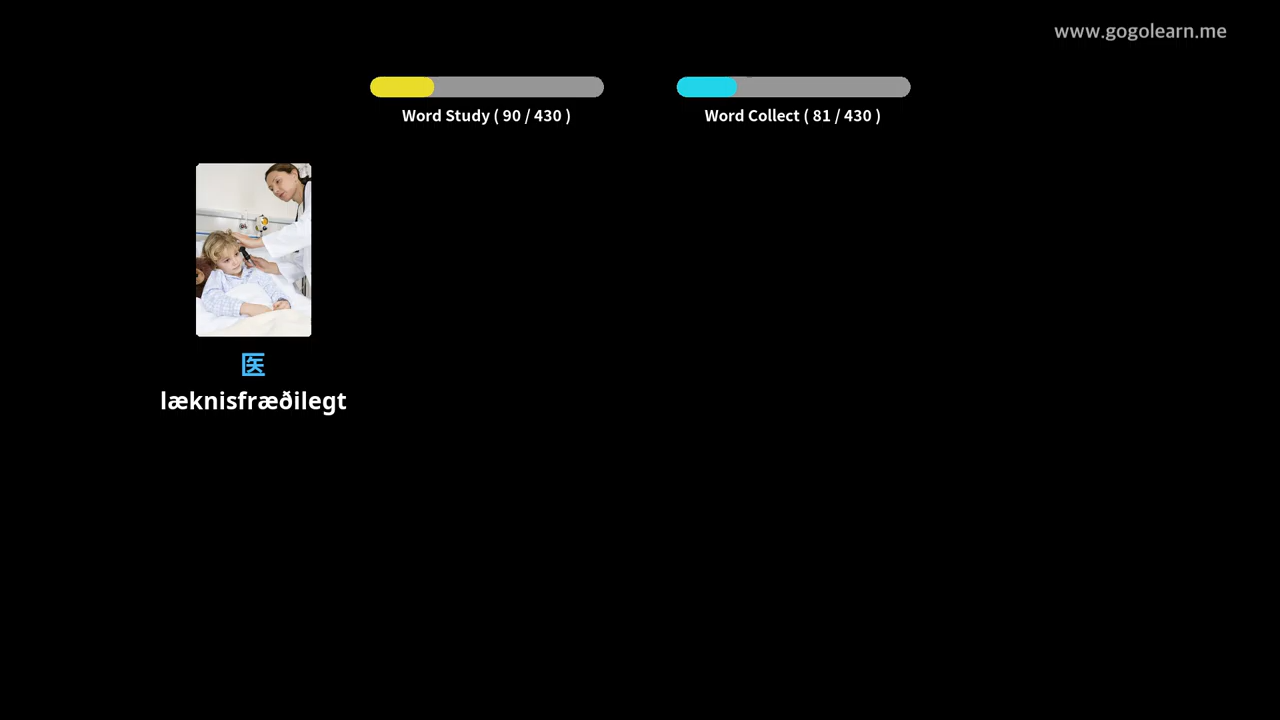 www.gogolearn.me
Word Study ( 90 / 430 )
Word Collect ( 81 / 430 )
医
læknisfræðilegt